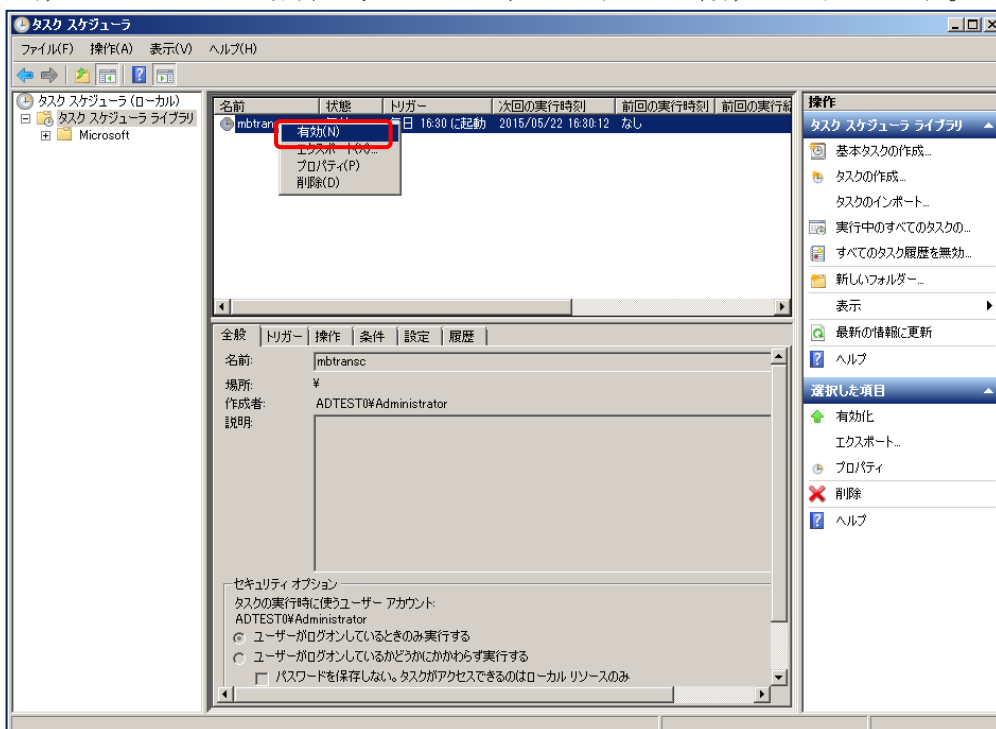 タスク スケジューラ
ファイル(F) 操作(A) 表示(V) ヘルプ(H)
タスク スケジューラ (ローカル)
タスク スケジューラ ライブラリ
Microsoft
名前 状態 トリガー 次回の実行時刻 前回の実行時刻 前回の実行結
mbtran 毎日 16:30 に起動 2015/05/22 16:30:12 なし
有効(N)
エクスポート(X)...
プロパティ(P)
削除(D)
全般 トリガー 操作 条件 設定 履歴
名前: mbtransc
場所: ¥
作成者: ADTEST0¥Administrator
説明:
セキュリティ オプション
タスクの実行時に使うユーザー アカウント:
ADTEST0¥Administrator
ユーザーがログオンしているときのみ実行する
ユーザーがログオンしているかどうかにかかわらず実行する
パスワードを保存しない。タスクがアクセスできるのはローカル リソースのみ
操作
タスク スケジューラ ライブラリ
基本タスクの作成...
タスクの作成...
タスクのインポート...
実行中のすべてのタスクの...
すべてのタスク履歴を無効...
新しいフォルダー...
表示
最新の情報に更新
ヘルプ
選択した項目
有効化
エクスポート...
プロパティ
削除
ヘルプ